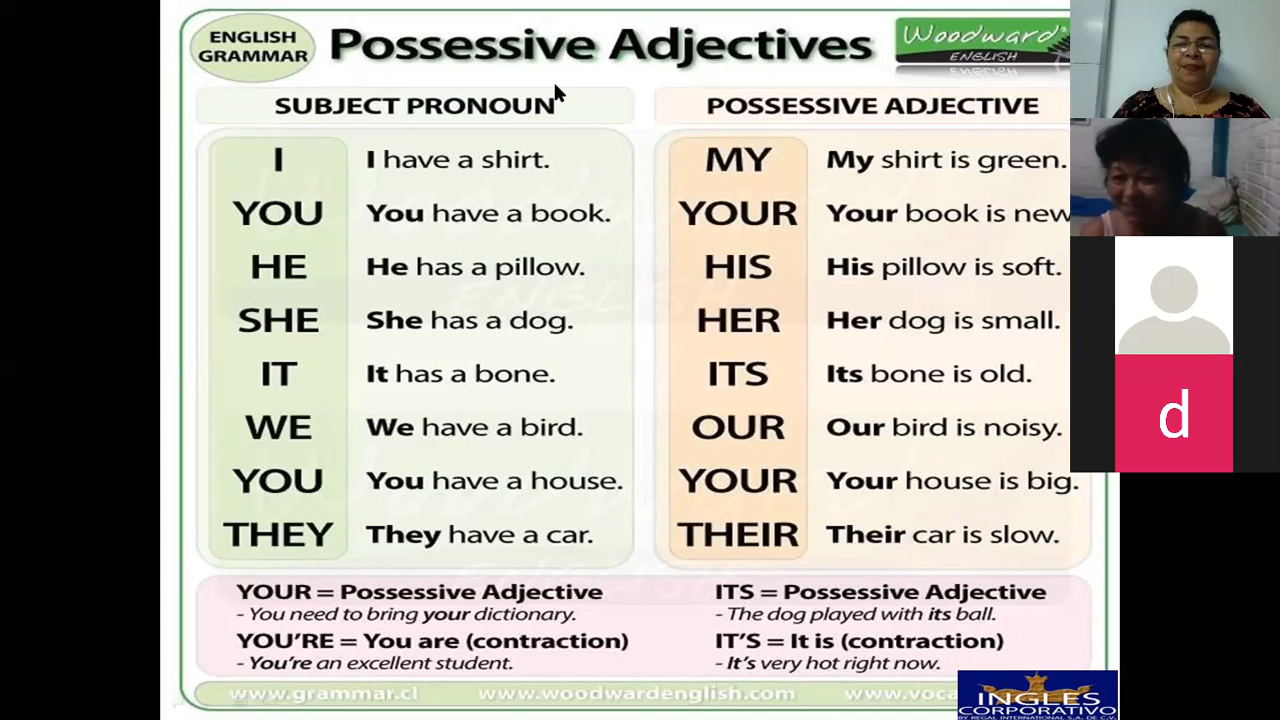 ENGLISH
GRAMMAR
Possessive Adjectives
Woodward
ENGLISH
SUBJECT PRONOUN
POSSESSIVE ADJECTIVE
I I have a shirt. MY My shirt is green.
YOU You have a book. YOUR Your book is new
HE He has a pillow. HIS His pillow is soft.
SHE She has a dog. HER Her dog is small.
IT It has a bone. ITS Its bone is old.
WE We have a bird. OUR Our bird is noisy.
YOU You have a house. YOUR Your house is big.
THEY They have a car. THEIR Their car is slow.
d
YOUR = Possessive Adjective
- You need to bring your dictionary.
YOU'RE = You are (contraction)
- You're an excellent student.
ITS = Possessive Adjective
- The dog played with its ball.
IT'S = It is (contraction)
- It's very hot right now.
www.grammar.cl www.woodwardenglish.com www.voca
INGLES
CORPORATIVO
BY REGAL INTERNATIONAL S.A. DE C.V.